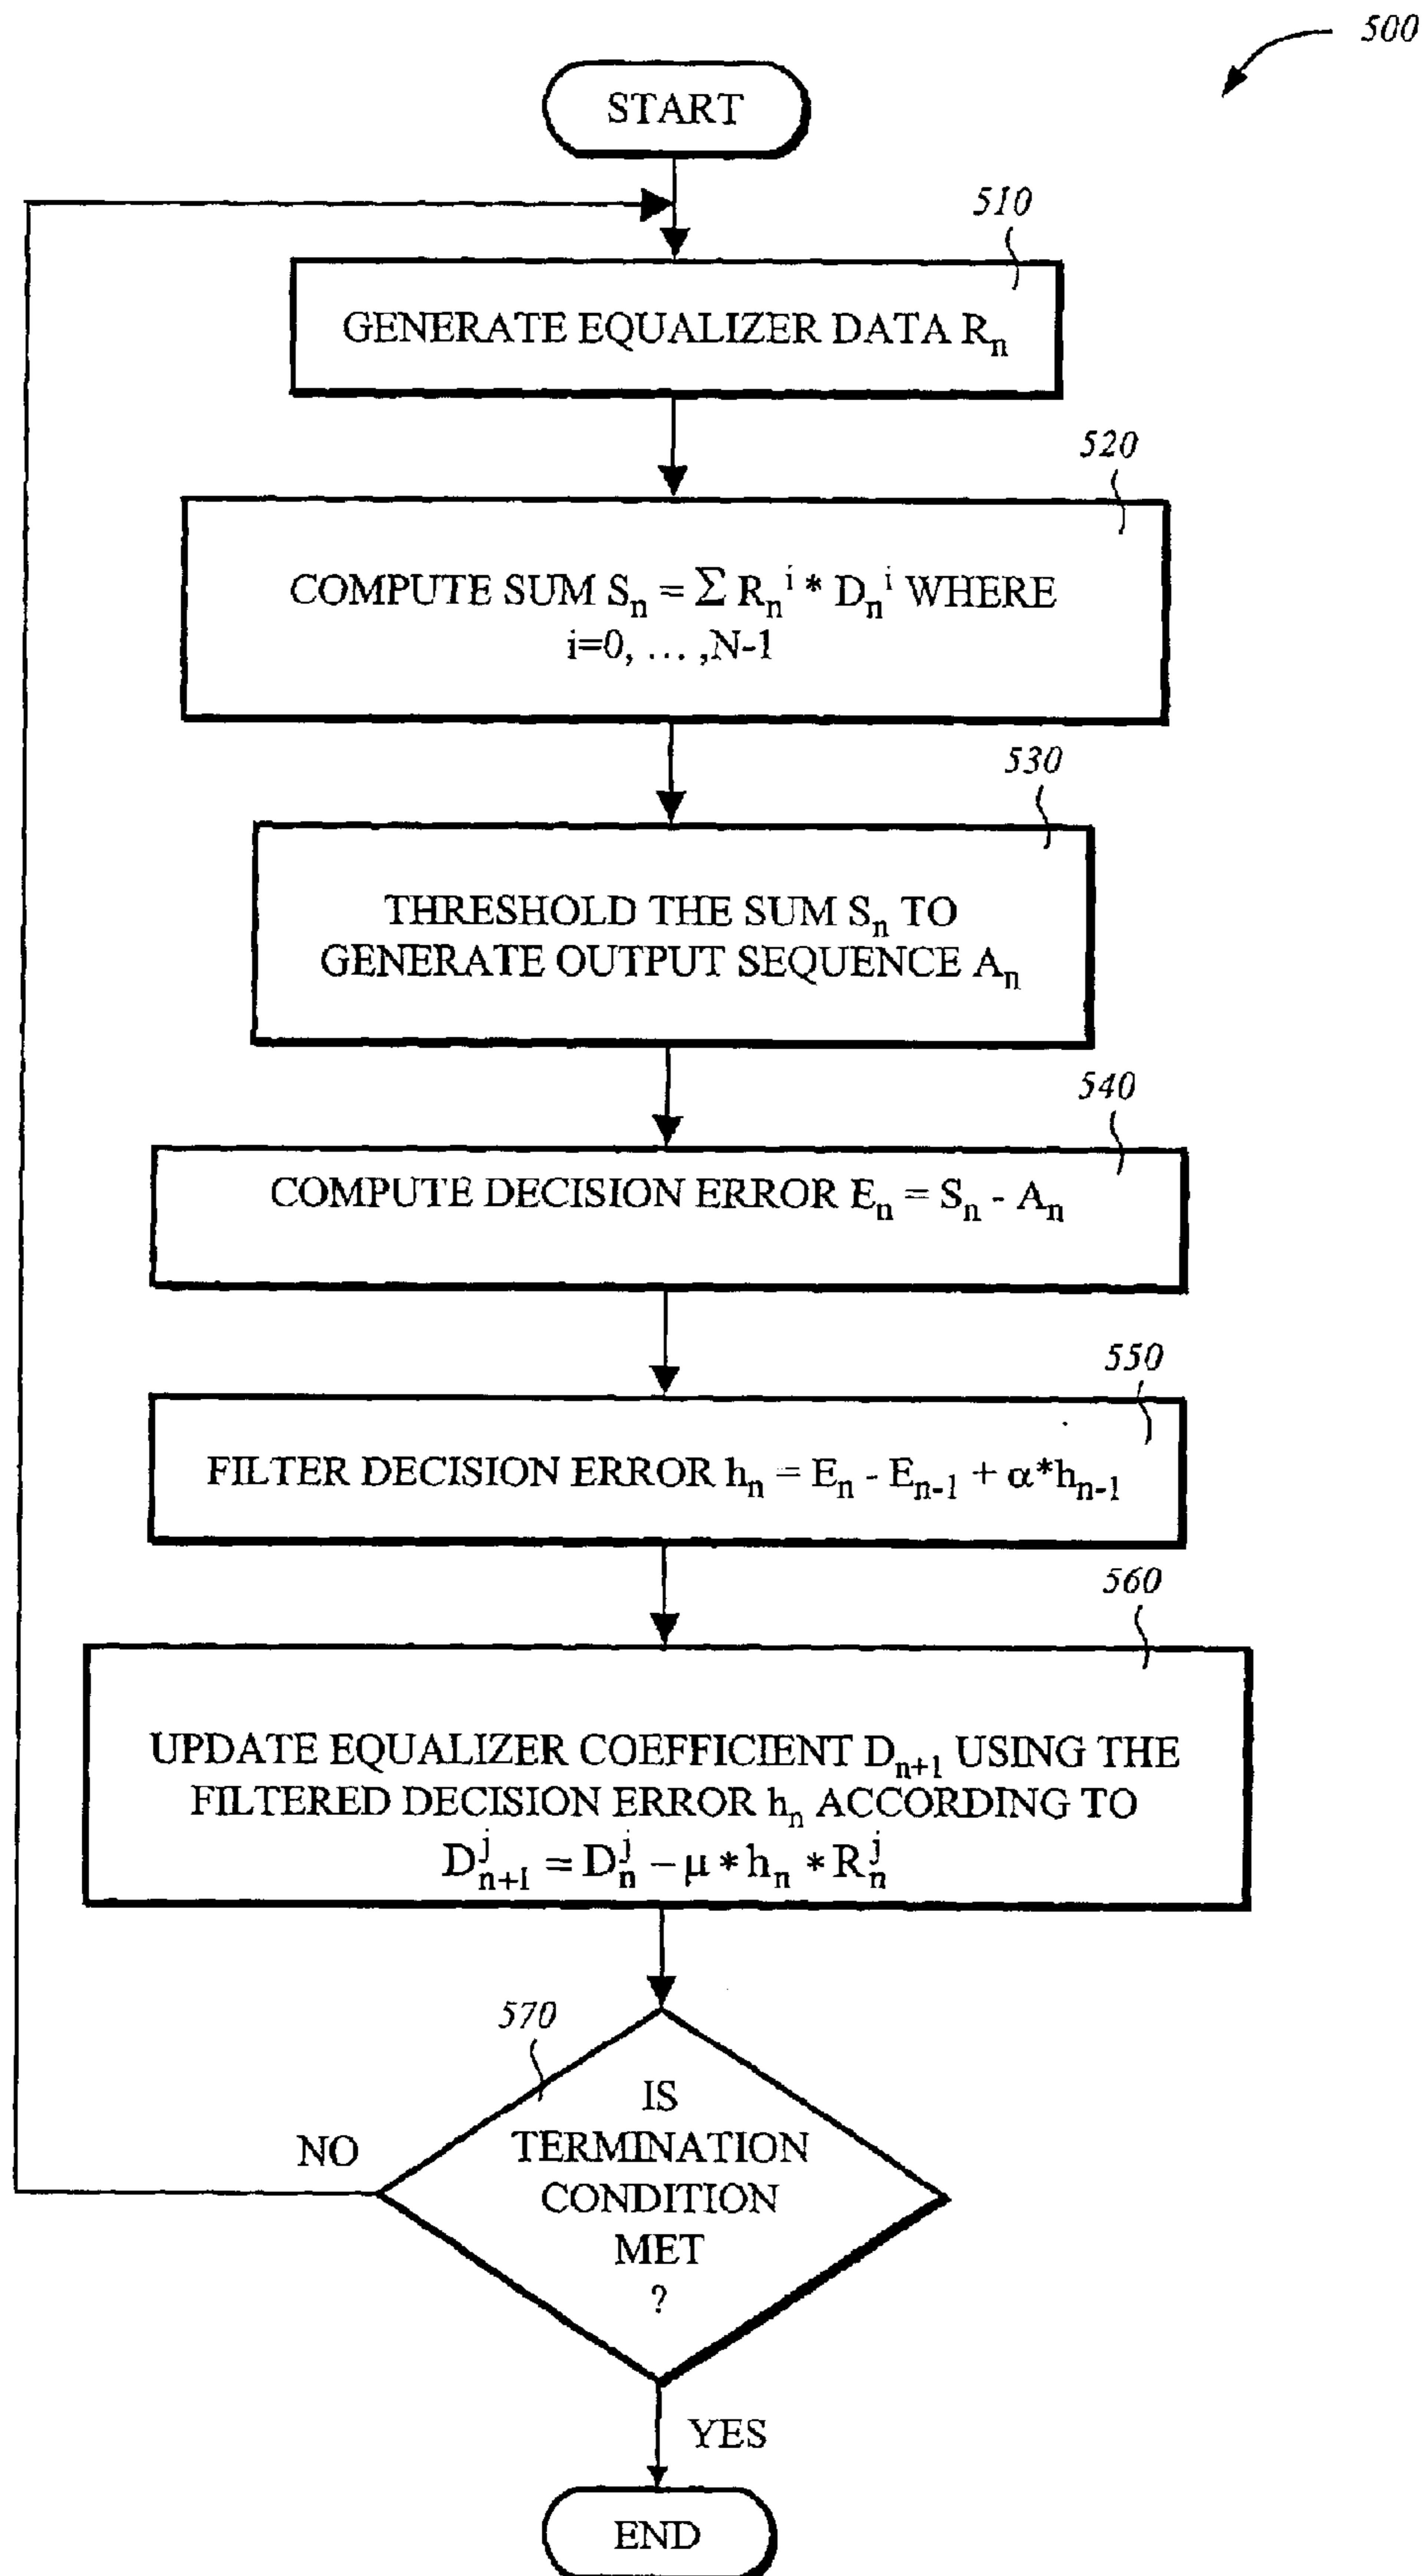 500
START
510
GENERATE EQUALIZER DATA Rₙ
520
COMPUTE SUM Sₙ = Σ Rₙⁱ * Dₙⁱ WHERE
i=0, ... ,N-1
530
THRESHOLD THE SUM Sₙ TO
GENERATE OUTPUT SEQUENCE Aₙ
540
COMPUTE DECISION ERROR Eₙ = Sₙ - Aₙ
550
FILTER DECISION ERROR hₙ = Eₙ - Eₙ₋₁ + α*hₙ₋₁
560
UPDATE EQUALIZER COEFFICIENT Dₙ₊₁ USING THE
FILTERED DECISION ERROR hₙ ACCORDING TO
Dʲₙ₊₁ = Dʲₙ – μ * hₙ * Rʲₙ
570
IS
TERMINATION
CONDITION
MET
?
NO
YES
END